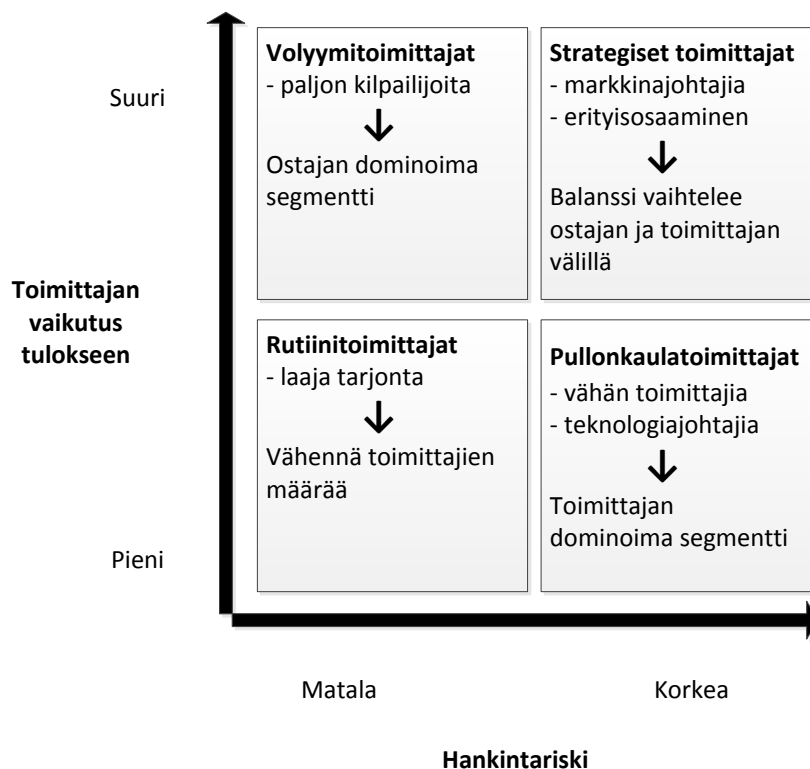 Suuri
Volyymitoimittajat
- paljon kilpailijoita
Ostajan dominoima
segmentti
Strategiset toimittajat
- markkinajohtajia
- erityisosaaminen
Balanssi vaihtelee
ostajan ja toimittajan
välillä
Toimittajan
vaikutus
tulokseen
Rutiinitoimittajat
- laaja tarjonta
Vähennä toimittajien
määrää
Pullonkaulatoimittajat
- vähän toimittajia
- teknologiajohtajia
Toimittajan
dominoima segmentti
Pieni
Matala
Korkea
Hankintariski